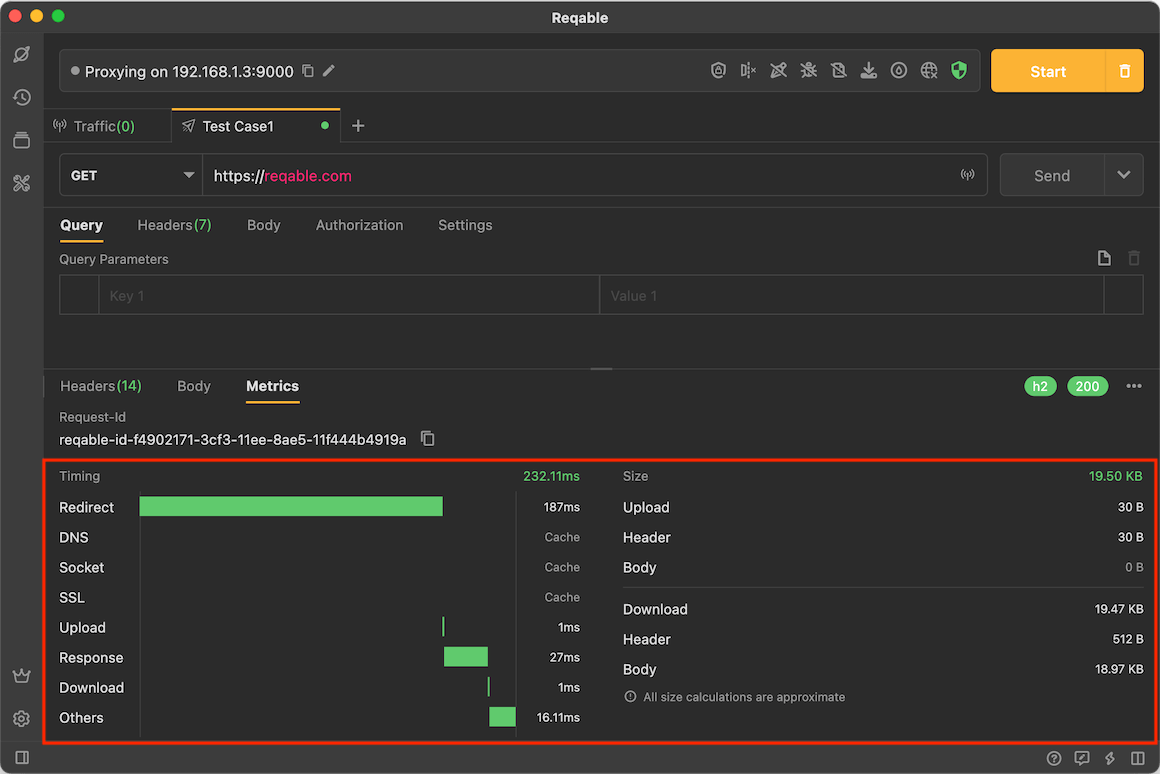 Reqable
Proxying on 192.168.1.3:9000
Start
Traffic(0)
Test Case1
GET
https://reqable.com
Send
Query
Headers(7)
Body
Authorization
Settings
Query Parameters
Key 1
Value 1
Headers(14)
Body
Metrics
h2
200
Request-Id
reqable-id-f4902171-3cf3-11ee-8ae5-11f444b4919a
Timing 232.11ms
Redirect 187ms
DNS Cache
Socket Cache
SSL Cache
Upload 1ms
Response 27ms
Download 1ms
Others 16.11ms
Size 19.50 KB
Upload 30 B
Header 30 B
Body 0 B
Download 19.47 KB
Header 512 B
Body 18.97 KB
All size calculations are approximate